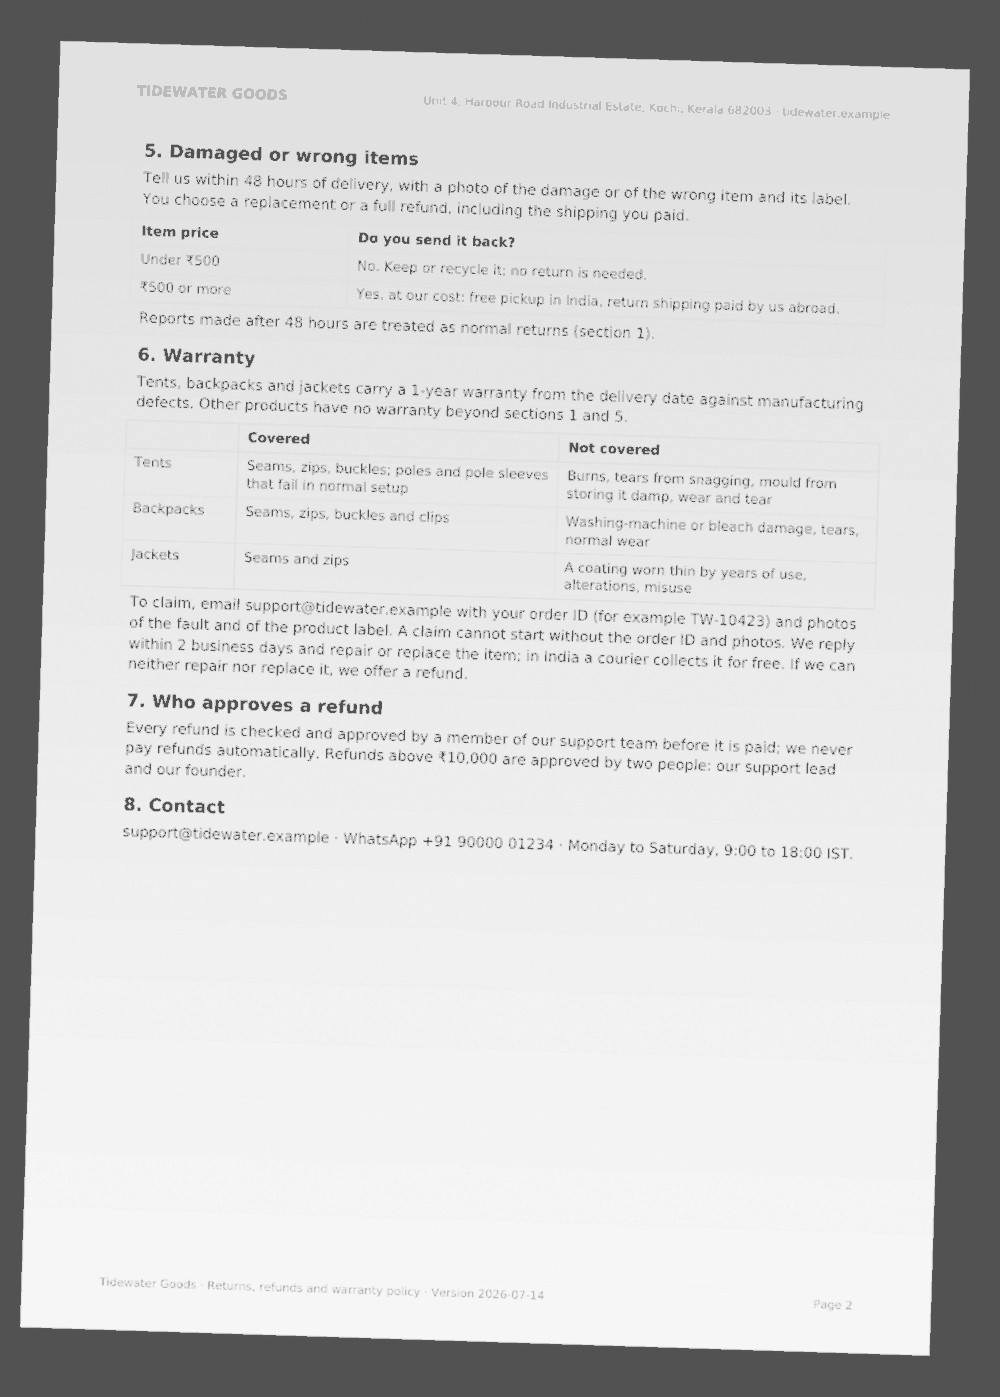 TIDEWATER GOODS
Unit 4, Harbour Road Industrial Estate, Kochi, Kerala 682003 · tidewater.example
5. Damaged or wrong items
Tell us within 48 hours of delivery, with a photo of the damage or of the wrong item and its label.
You choose a replacement or a full refund, including the shipping you paid.
Item price
Do you send it back?
Under ₹500
No. Keep or recycle it; no return is needed.
₹500 or more
Yes, at our cost: free pickup in India, return shipping paid by us abroad.
Reports made after 48 hours are treated as normal returns (section 1).
6. Warranty
Tents, backpacks and jackets carry a 1-year warranty from the delivery date against manufacturing
defects. Other products have no warranty beyond sections 1 and 5.
Covered
Not covered
Tents
Seams, zips, buckles; poles and pole sleeves
that fail in normal setup
Burns, tears from snagging, mould from
storing it damp, wear and tear
Backpacks
Seams, zips, buckles and clips
Washing-machine or bleach damage, tears,
normal wear
Jackets
Seams and zips
A coating worn thin by years of use,
alterations, misuse
To claim, email support@tidewater.example with your order ID (for example TW-10423) and photos
of the fault and of the product label. A claim cannot start without the order ID and photos. We reply
within 2 business days and repair or replace the item; in India a courier collects it for free. If we can
neither repair nor replace it, we offer a refund.
7. Who approves a refund
Every refund is checked and approved by a member of our support team before it is paid; we never
pay refunds automatically. Refunds above ₹10,000 are approved by two people: our support lead
and our founder.
8. Contact
support@tidewater.example · WhatsApp +91 90000 01234 · Monday to Saturday, 9:00 to 18:00 IST.
Tidewater Goods · Returns, refunds and warranty policy · Version 2026-07-14
Page 2